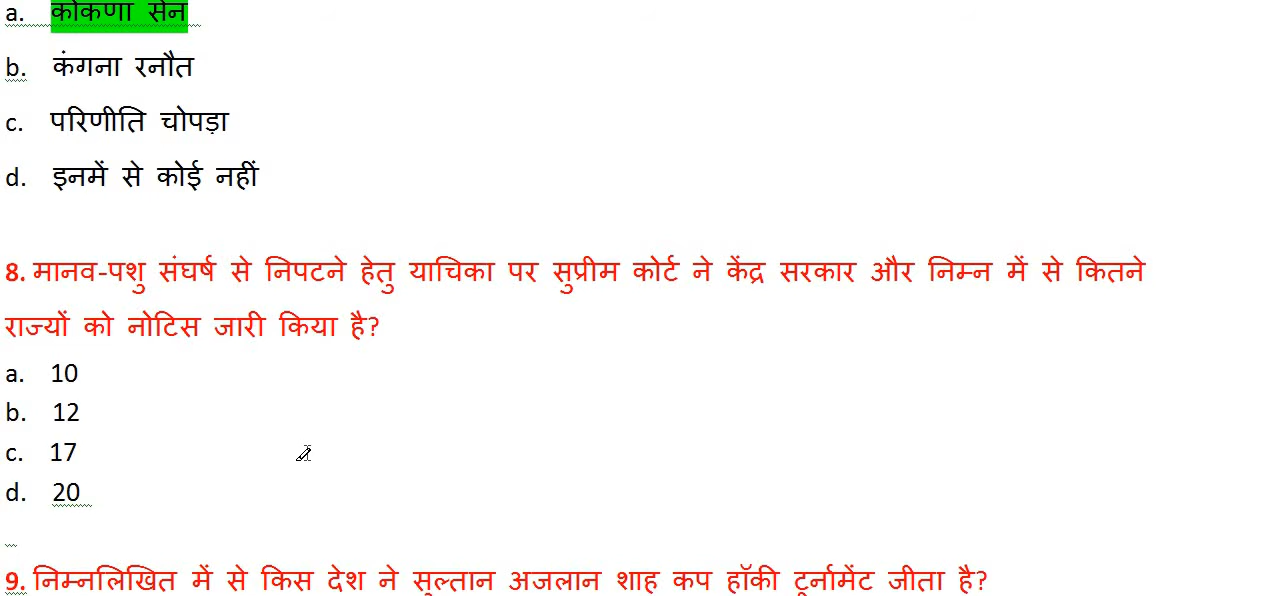 a. कोंकणा सेन
b. कंगना रनौत
c. परिणीति चोपड़ा
d. इनमें से कोई नहीं
8. मानव-पशु संघर्ष से निपटने हेतु याचिका पर सुप्रीम कोर्ट ने केंद्र सरकार और निम्न में से कितने
राज्यों को नोटिस जारी किया है?
a. 10
b. 12
c. 17
d. 20
9. निम्नलिखित में से किस देश ने सुल्तान अजलान शाह कप हॉकी टूर्नामेंट जीता है?